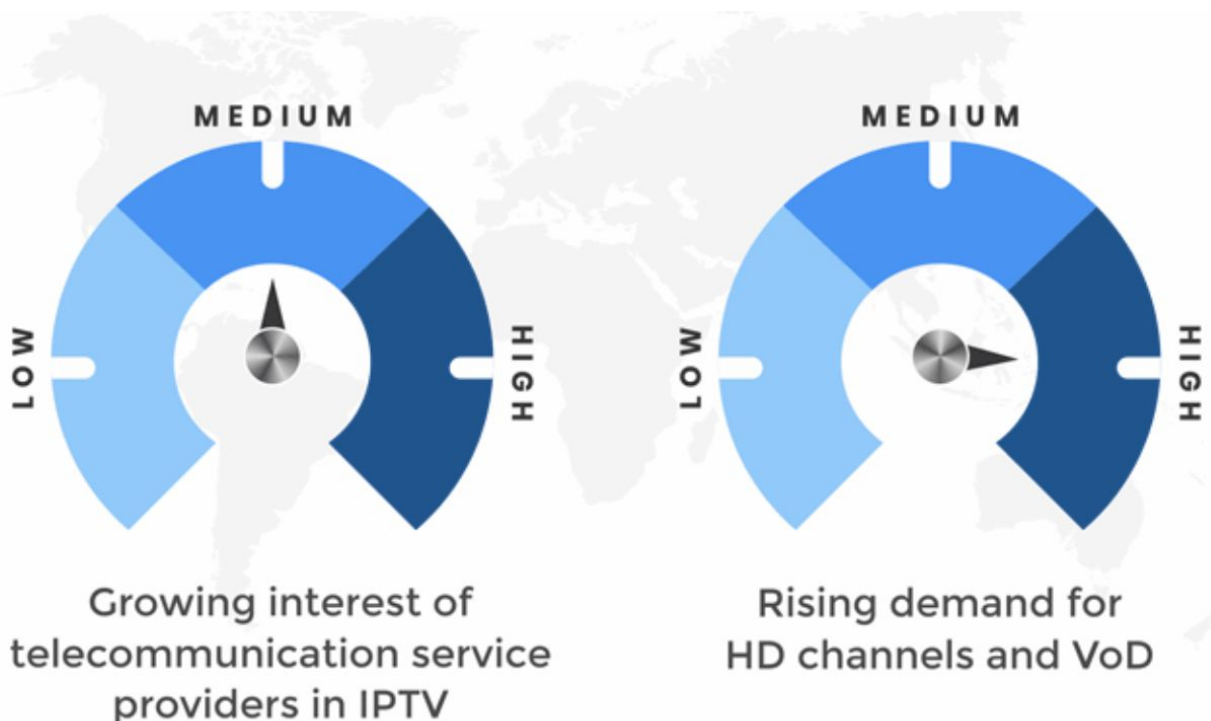 MEDIUM
LOW
HIGH
Growing interest of
telecommunication service
providers in IPTV
MEDIUM
LOW
HIGH
Rising demand for
HD channels and VoD